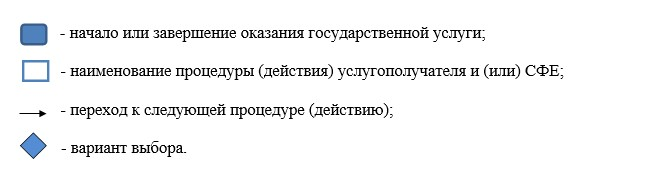 - начало или завершение оказания государственной услуги;
- наименование процедуры (действия) услугополучателя и (или) СФЕ;
- переход к следующей процедуре (действию);
- вариант выбора.